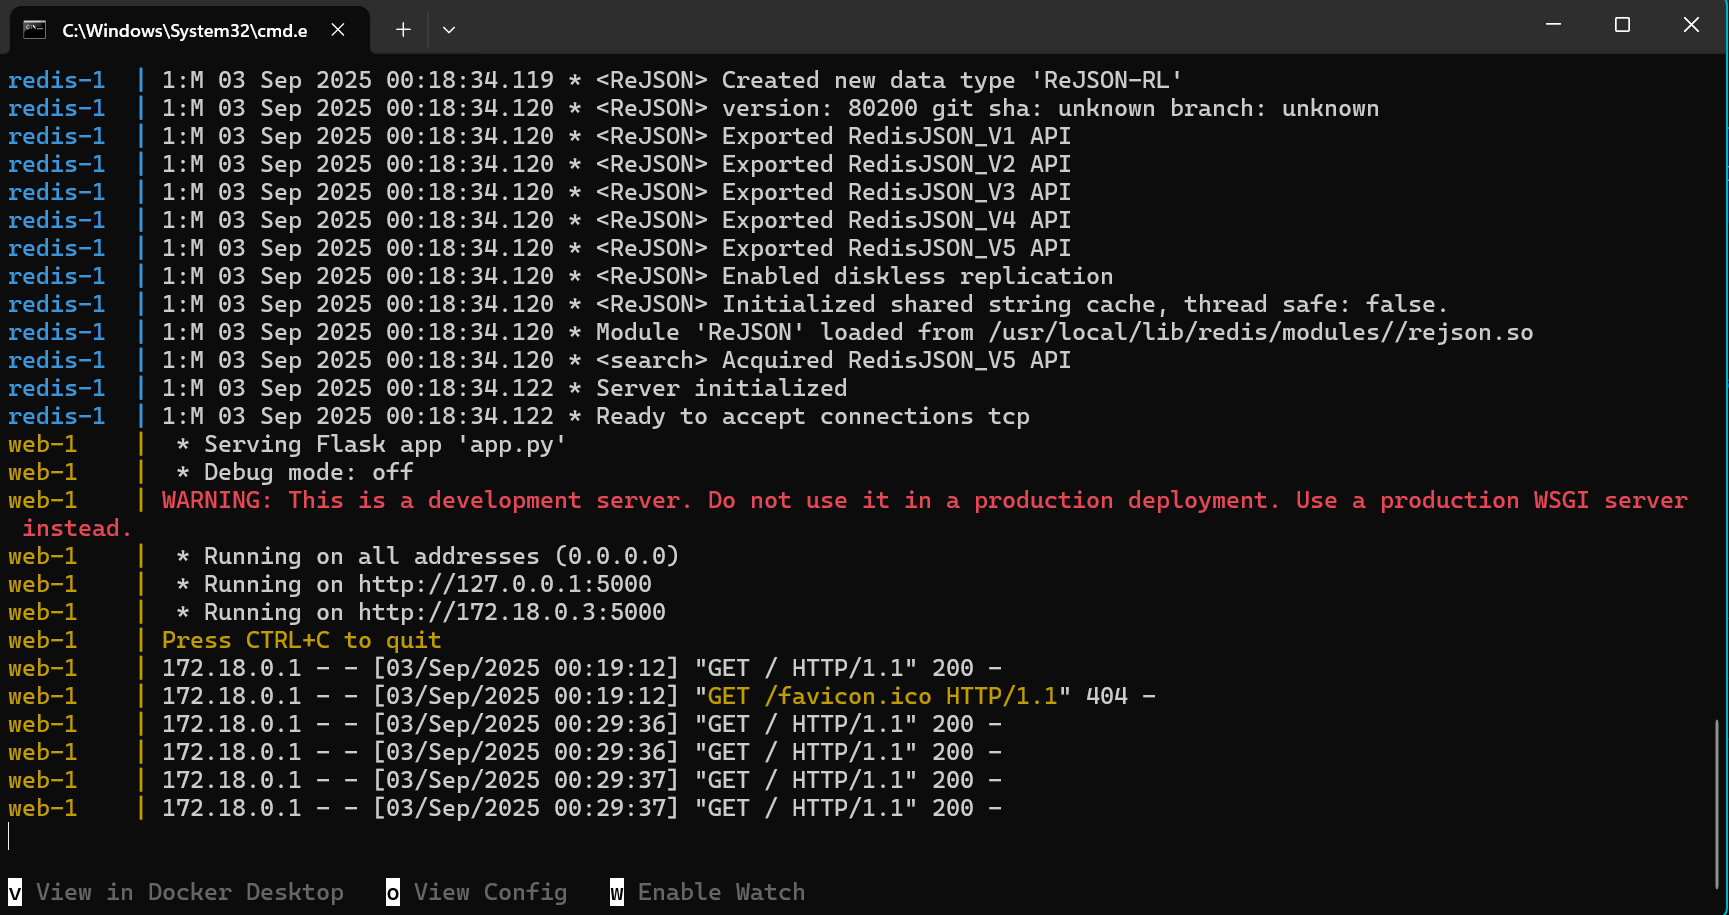 C:\Windows\System32\cmd.e
redis-1  | 1:M 03 Sep 2025 00:18:34.119 * <ReJSON> Created new data type 'ReJSON-RL'
redis-1  | 1:M 03 Sep 2025 00:18:34.120 * <ReJSON> version: 80200 git sha: unknown branch: unknown
redis-1  | 1:M 03 Sep 2025 00:18:34.120 * <ReJSON> Exported RedisJSON_V1 API
redis-1  | 1:M 03 Sep 2025 00:18:34.120 * <ReJSON> Exported RedisJSON_V2 API
redis-1  | 1:M 03 Sep 2025 00:18:34.120 * <ReJSON> Exported RedisJSON_V3 API
redis-1  | 1:M 03 Sep 2025 00:18:34.120 * <ReJSON> Exported RedisJSON_V4 API
redis-1  | 1:M 03 Sep 2025 00:18:34.120 * <ReJSON> Exported RedisJSON_V5 API
redis-1  | 1:M 03 Sep 2025 00:18:34.120 * <ReJSON> Enabled diskless replication
redis-1  | 1:M 03 Sep 2025 00:18:34.120 * <ReJSON> Initialized shared string cache, thread safe: false.
redis-1  | 1:M 03 Sep 2025 00:18:34.120 * Module 'ReJSON' loaded from /usr/local/lib/redis/modules//rejson.so
redis-1  | 1:M 03 Sep 2025 00:18:34.120 * <search> Acquired RedisJSON_V5 API
redis-1  | 1:M 03 Sep 2025 00:18:34.122 * Server initialized
redis-1  | 1:M 03 Sep 2025 00:18:34.122 * Ready to accept connections tcp
web-1    |  * Serving Flask app 'app.py'
web-1    |  * Debug mode: off
web-1    | WARNING: This is a development server. Do not use it in a production deployment. Use a production WSGI server
 instead.
web-1    |  * Running on all addresses (0.0.0.0)
web-1    |  * Running on http://127.0.0.1:5000
web-1    |  * Running on http://172.18.0.3:5000
web-1    | Press CTRL+C to quit
web-1    | 172.18.0.1 - - [03/Sep/2025 00:19:12] "GET / HTTP/1.1" 200 -
web-1    | 172.18.0.1 - - [03/Sep/2025 00:19:12] "GET /favicon.ico HTTP/1.1" 404 -
web-1    | 172.18.0.1 - - [03/Sep/2025 00:29:36] "GET / HTTP/1.1" 200 -
web-1    | 172.18.0.1 - - [03/Sep/2025 00:29:36] "GET / HTTP/1.1" 200 -
web-1    | 172.18.0.1 - - [03/Sep/2025 00:29:37] "GET / HTTP/1.1" 200 -
web-1    | 172.18.0.1 - - [03/Sep/2025 00:29:37] "GET / HTTP/1.1" 200 -
v View in Docker Desktop   o View Config   w Enable Watch